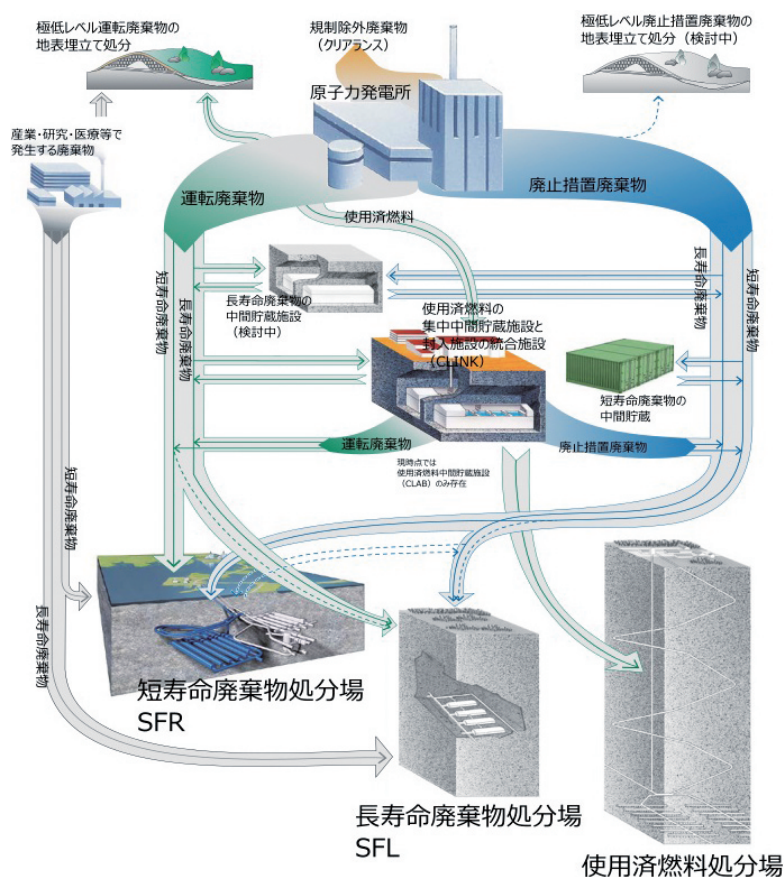 極低レベル運転廃棄物の
地表埋立て処分
規制除外廃棄物
(クリアランス)
極低レベル廃止措置廃棄物の
地表埋立て処分(検討中)
原子力発電所
産業・研究・医療等で
発生する廃棄物
運転廃棄物
廃止措置廃棄物
使用済燃料
短寿命廃棄物
長寿命廃棄物
長寿命廃棄物
短寿命廃棄物
長寿命廃棄物の
中間貯蔵施設
(検討中)
使用済燃料の
集中中間貯蔵施設と
封入施設の統合施設
(CLINK)
短寿命廃棄物の
中間貯蔵
運転廃棄物
廃止措置廃棄物
現時点では
使用済燃料中間貯蔵施設
(CLAB)のみ存在
短寿命廃棄物
長寿命廃棄物
短寿命廃棄物処分場
SFR
長寿命廃棄物処分場
SFL
使用済燃料処分場